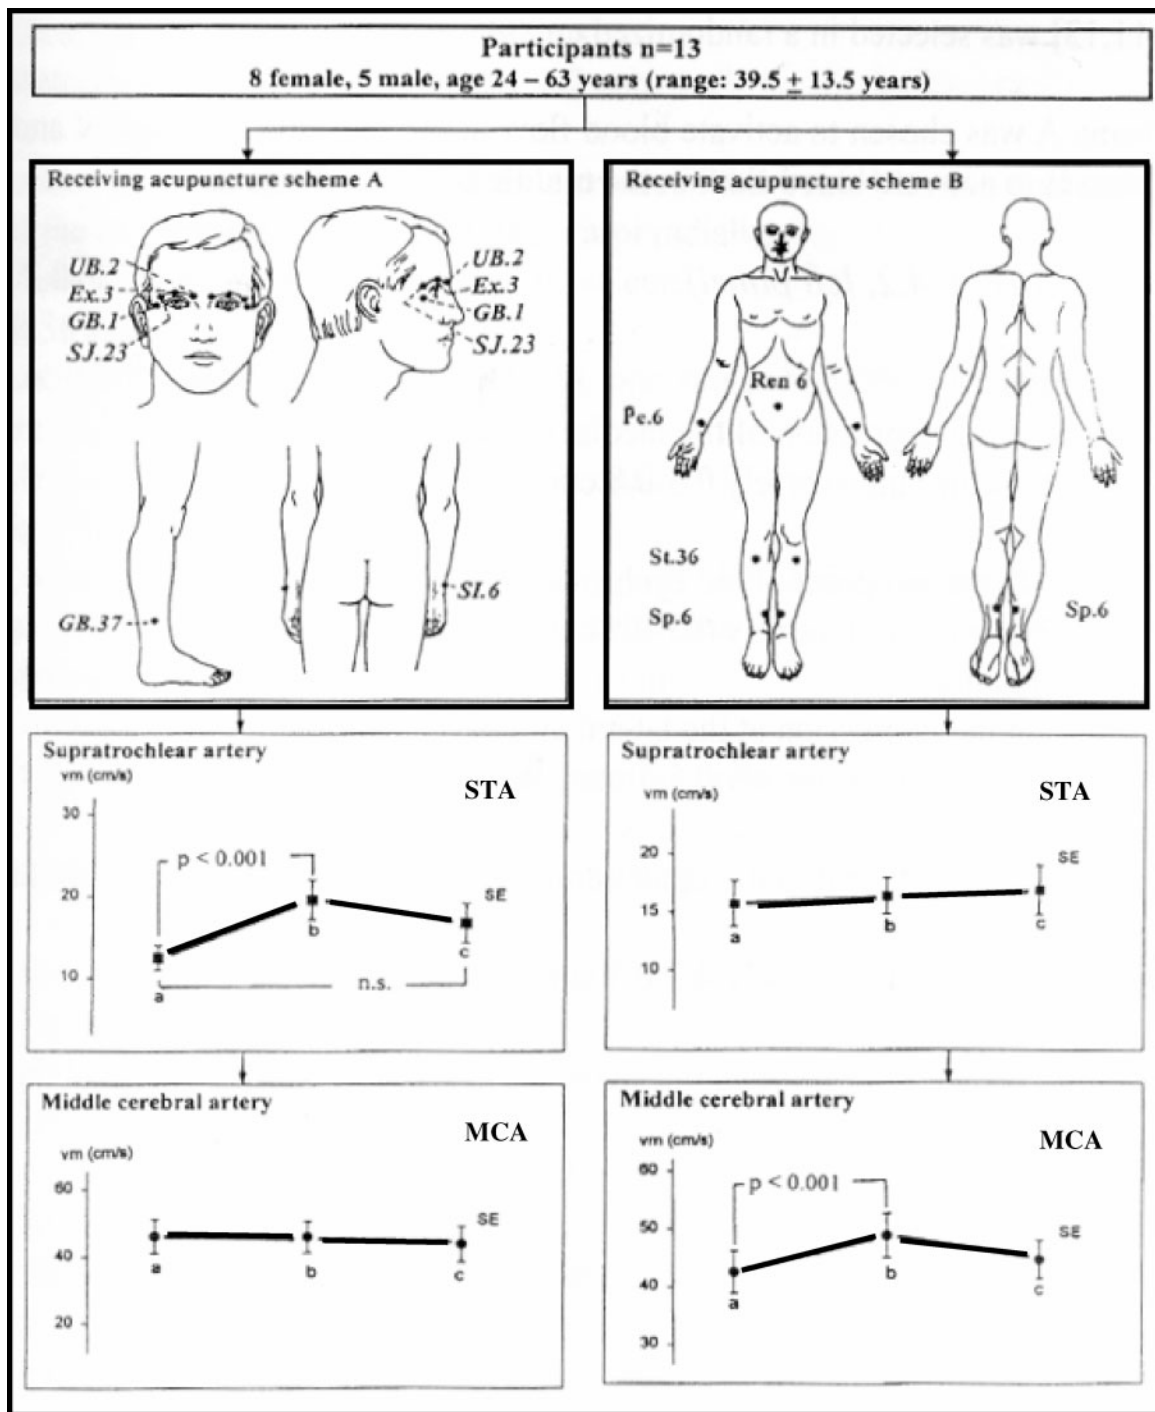 Participants n=13
8 female, 5 male, age 24 – 63 years (range: 39.5 ± 13.5 years)
Receiving acupuncture scheme A
UB.2
Ex.3
GB.1
SJ.23
UB.2
Ex.3
GB.1
SJ.23
GB.37
SI.6
Receiving acupuncture scheme B
Ren 6
Pe.6
St.36
Sp.6
Sp.6
Supratrochlear artery
vm (cm/s)
STA
30
p < 0.001
20
SE
b
c
10
n.s.
a
Supratrochlear artery
vm (cm/s)
STA
20
SE
15
a
b
c
10
Middle cerebral artery
MCA
vm (cm/s)
60
SE
40
a
b
c
20
Middle cerebral artery
MCA
vm (cm/s)
60
p < 0.001
50
SE
b
40
c
a
30